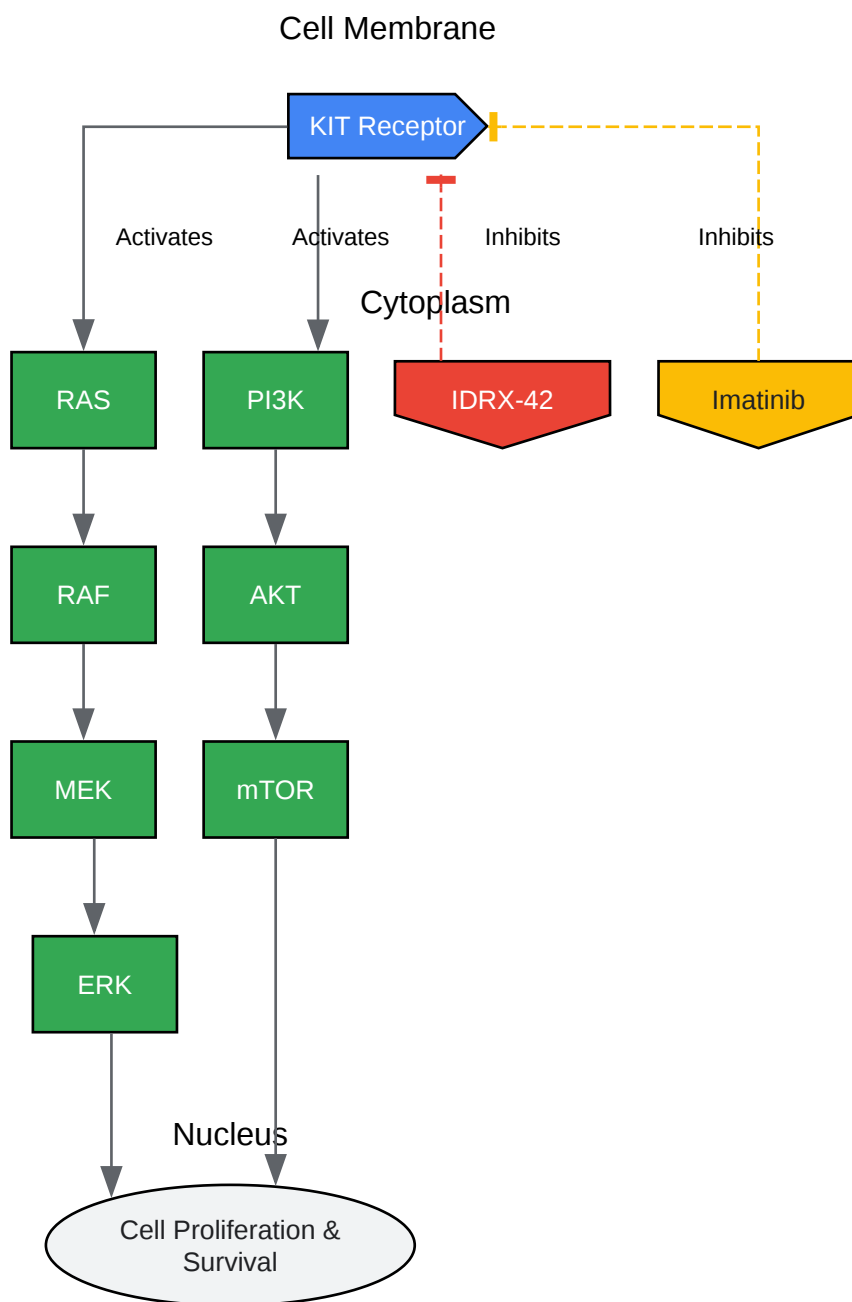 Cell Membrane
KIT Receptor
Activates
Activates
Inhibits
Inhibits
Cytoplasm
RAS
PI3K
IDRX-42
Imatinib
RAF
AKT
MEK
mTOR
ERK
Nucleus
Cell Proliferation &
Survival